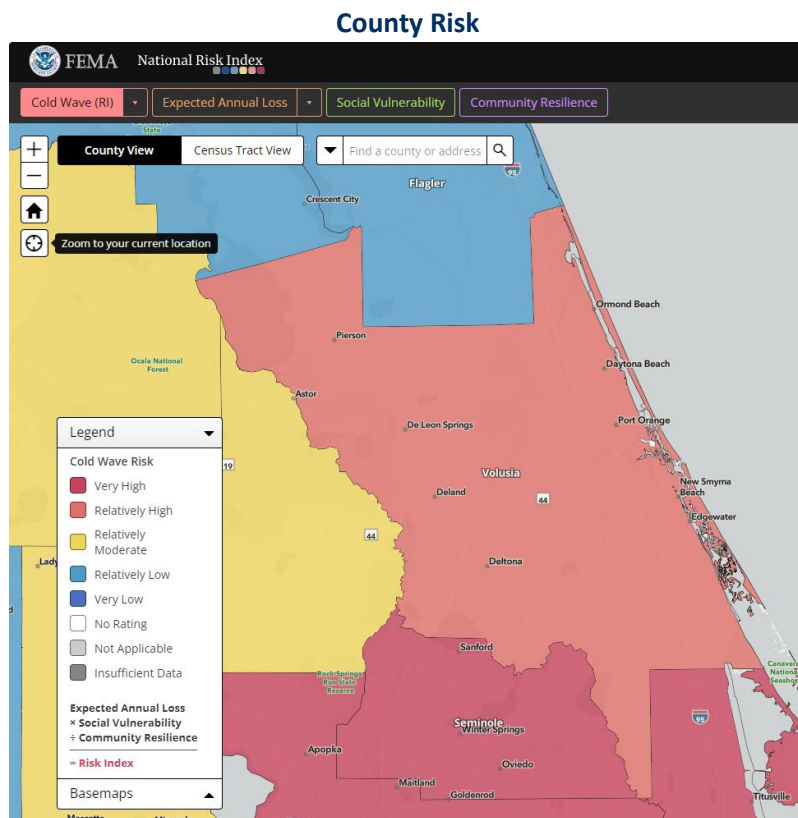 County Risk
FEMA National Risk Index
Cold Wave (RI) Expected Annual Loss Social Vulnerability Community Resilience
State
County View Census Tract View Find a county or address
Flagler
95
Crescent City
Zoom to your current location
Ormond Beach
Pierson
Ocala National
Forest
Daytona Beach
Astor
Port Orange
De Leon Springs
Legend
Cold Wave Risk
19
Volusia
Very High
New Smyrna
Beach
Deland
44
Relatively High
Edgewater
Relatively
Moderate
44
Lady
Deltona
Relatively Low
Very Low
No Rating
Not Applicable
Sanford
Canavera
National
Seashor
Insufficient Data
Rock Springs
Run State
Reserve
Expected Annual Loss
× Social Vulnerability
÷ Community Resilience
Seminole
Winter Springs
95
= Risk Index
Apopka
Oviedo
Basemaps
Maitland
Goldenrod
Titusville